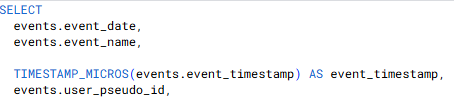 SELECT
events.event_date,
events.event_name,
TIMESTAMP_MICROS(events.event_timestamp) AS event_timestamp,
events.user_pseudo_id,